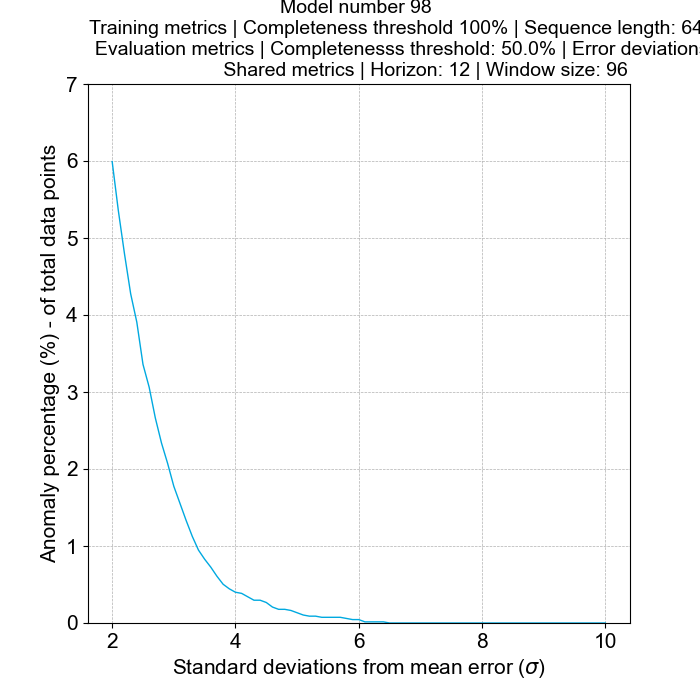 Model number 98
Training metrics | Completeness threshold 100% | Sequence length: 64
Evaluation metrics | Completenesss threshold: 50.0% | Error deviation
Shared metrics | Horizon: 12 | Window size: 96
7
6
5
4
3
2
1
0
Anomaly percentage (%) - of total data points
2 4 6 8 10
Standard deviations from mean error (σ)